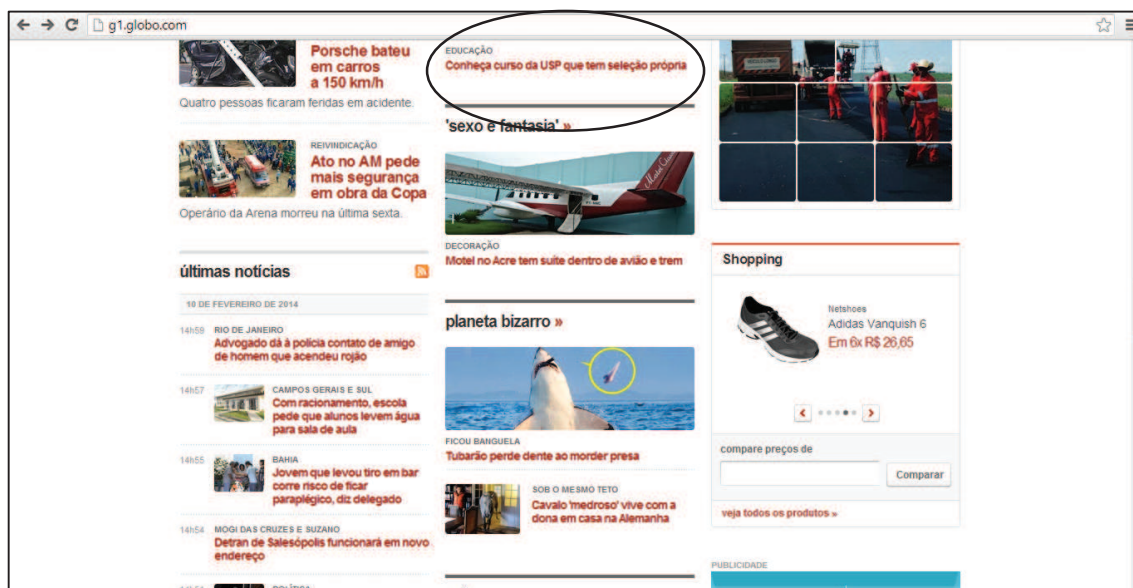 g1.globo.com
Porsche bateu
em carros
a 150 km/h
Quatro pessoas ficaram feridas em acidente.
REIVINDICAÇÃO
Ato no AM pede
mais segurança
em obra da Copa
Operário da Arena morreu na última sexta.
últimas notícias
10 DE FEVEREIRO DE 2014
14h59 RIO DE JANEIRO
Advogado dá à polícia contato de amigo
de homem que acendeu rojão
14h57 CAMPOS GERAIS E SUL
Com racionamento, escola
pede que alunos levem água
para sala de aula
14h55 BAHIA
Jovem que levou tiro em bar
corre risco de ficar
paraplégico, diz delegado
14h54 MOGI DAS CRUZES E SUZANO
Detran de Salesópolis funcionará em novo
endereço
EDUCAÇÃO
Conheça curso da USP que tem seleção própria
'sexo e fantasia' »
DECORAÇÃO
Motel no Acre tem suíte dentro de avião e trem
planeta bizarro »
FICOU BANGUELA
Tubarão perde dente ao morder presa
SOB O MESMO TETO
Cavalo 'medroso' vive com a
dona em casa na Alemanha
Shopping
Netshoes
Adidas Vanquish 6
Em 6x R$ 26,65
compare preços de
Comparar
veja todos os produtos »
PUBLICIDADE